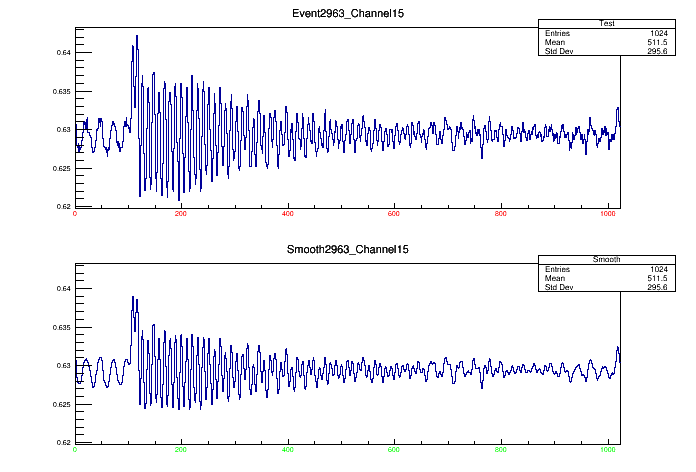 Event2963_Channel15
Test
Entries 1024
Mean 511.5
Std Dev 295.6
0.64
0.635
0.63
0.625
0.62
0 200 400 600 800 1000
Smooth2963_Channel15
Smooth
Entries 1024
Mean 511.5
Std Dev 295.6
0.64
0.635
0.63
0.625
0.62
0 200 400 600 800 1000